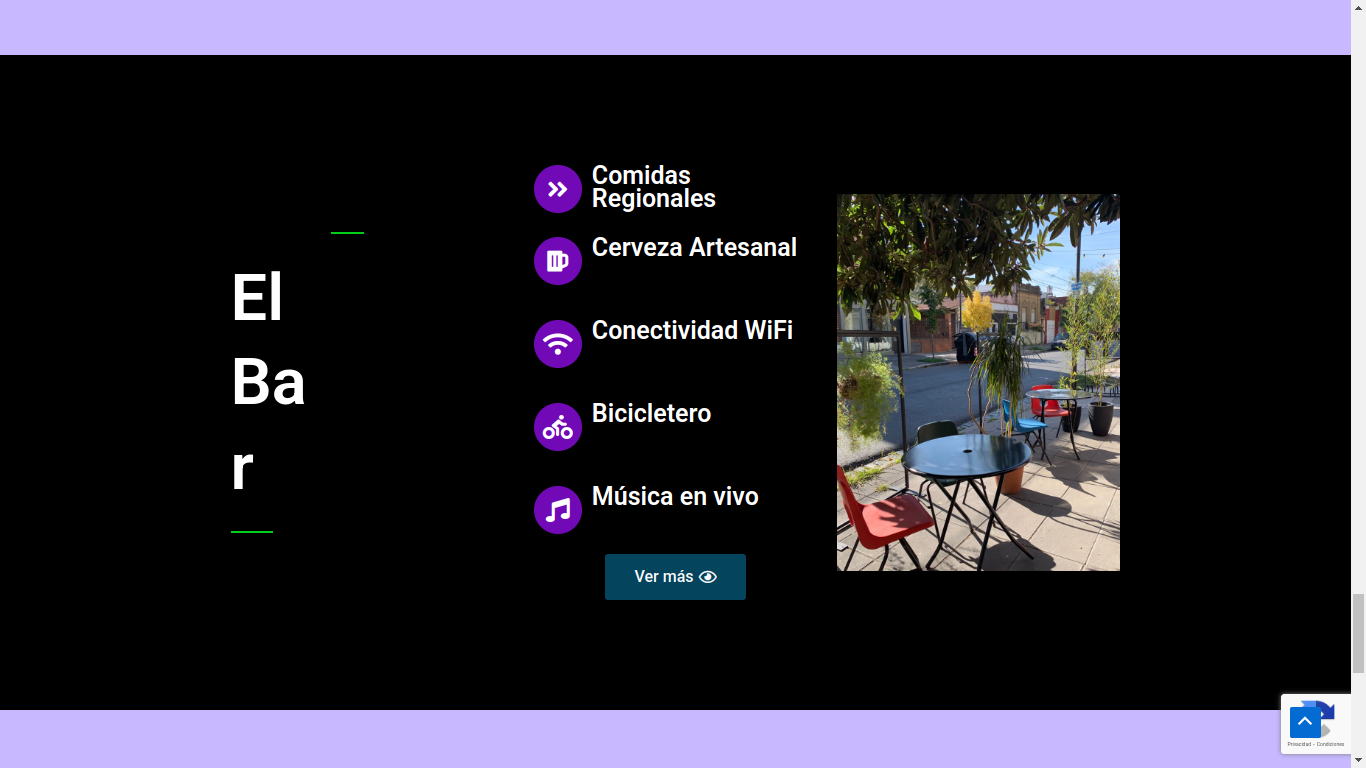 El
Ba
r
Comidas
Regionales
Cerveza Artesanal
Conectividad WiFi
Bicicletero
Música en vivo
Ver más
Privacidad - Condiciones